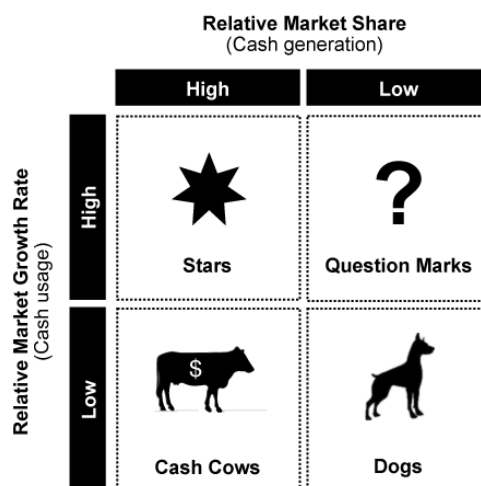 Relative Market Share
(Cash generation)
High
Low
Relative Market Growth Rate
(Cash usage)
High
Stars
?
Question Marks
Low
$
Cash Cows
Dogs